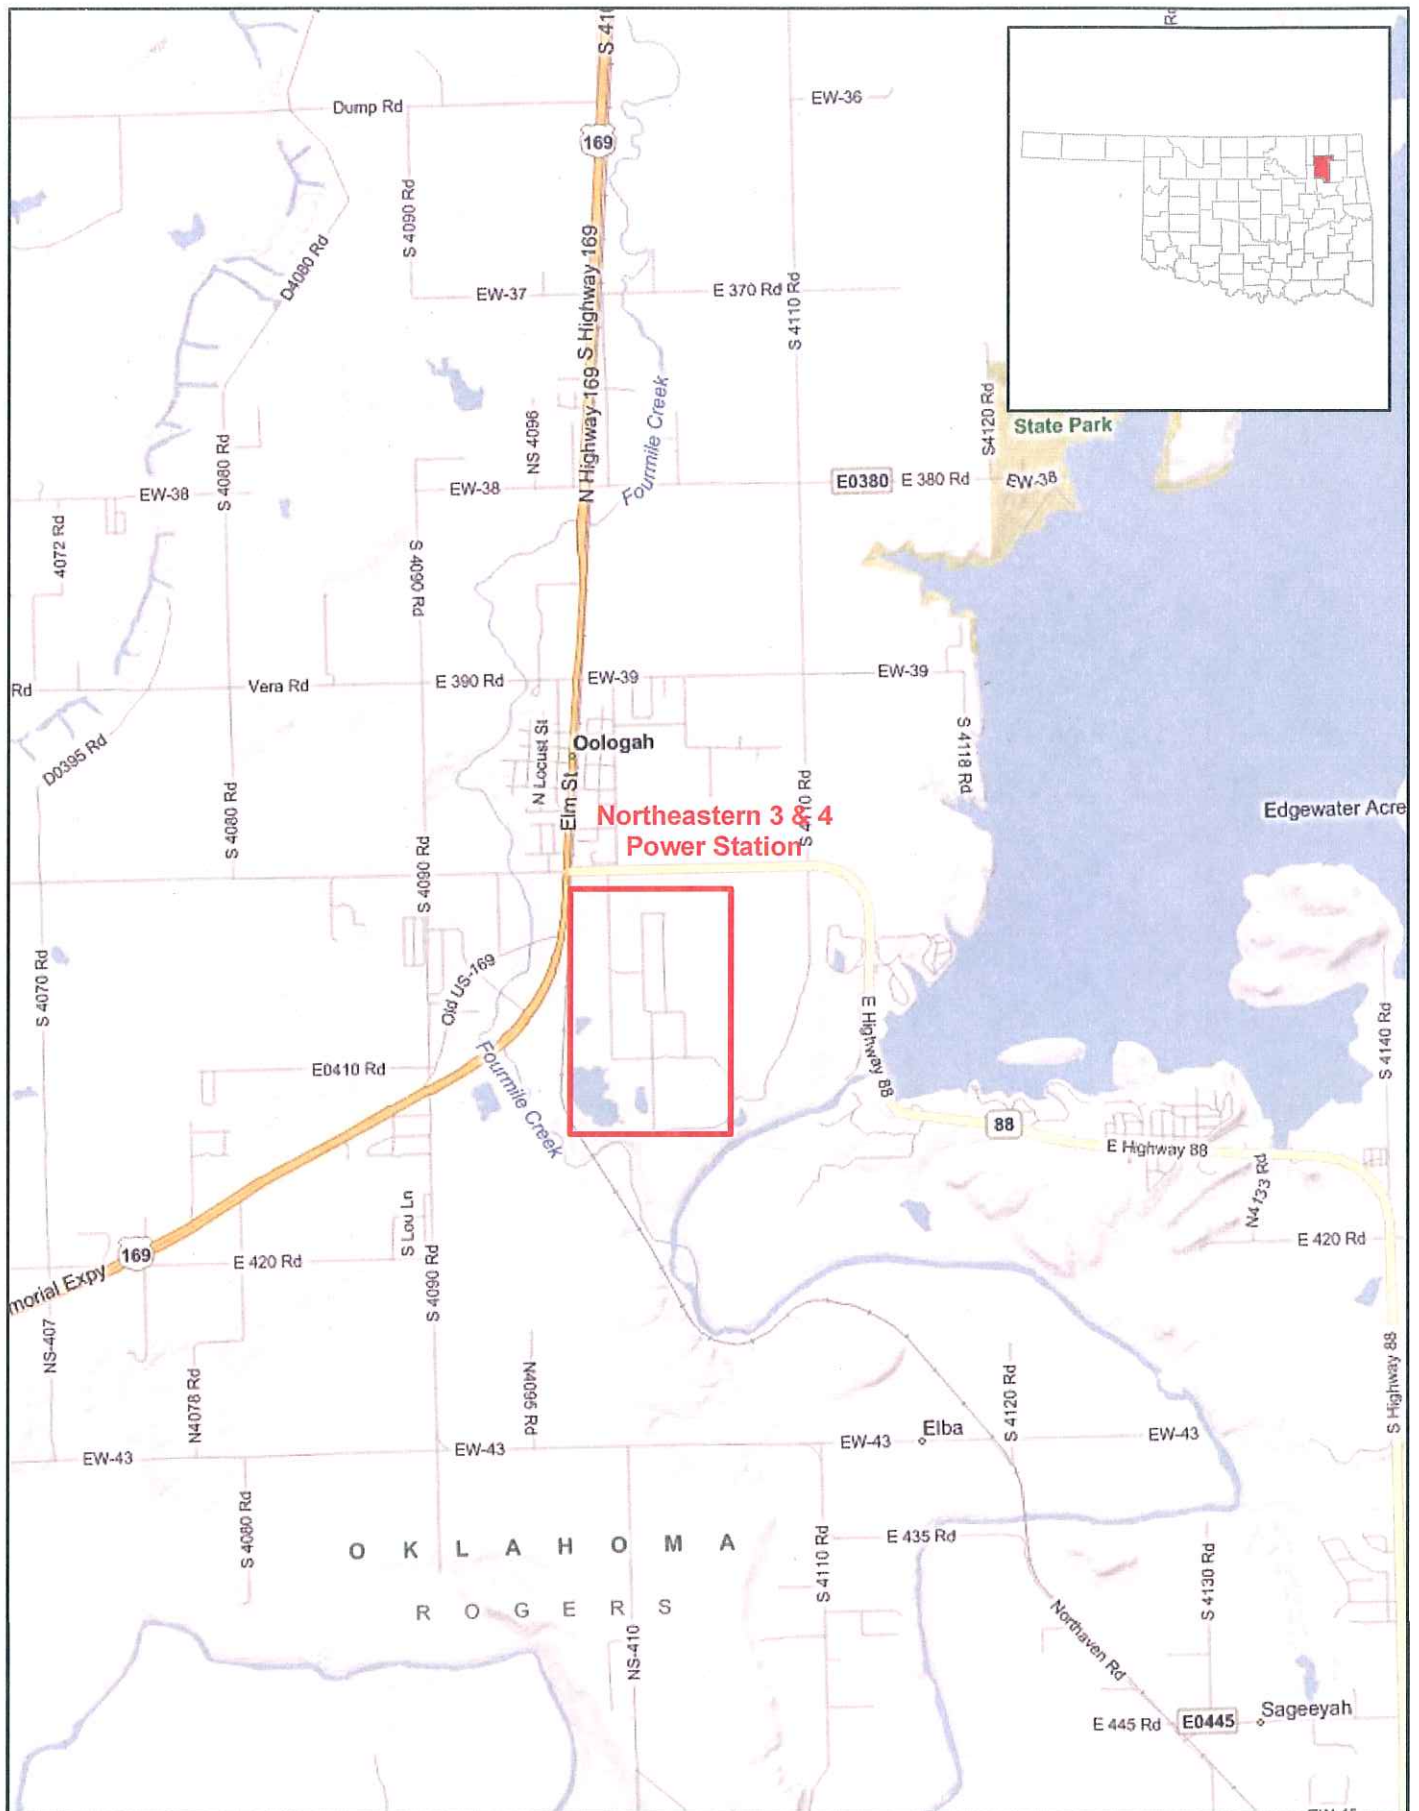 S 41
Dump Rd
EW-36
169
S 4090 Rd
D4080 Rd
S Highway 169
EW-37
E 370 Rd
S 4110 Rd
N Highway 169
Fourmile Creek
NS 4096
S4120 Rd
State Park
S 4080 Rd
EW-38
EW-38
E0380
E 380 Rd
EW-38
4072 Rd
S 4090 Rd
Rd
Vera Rd
E 390 Rd
EW-39
EW-39
N Locust St
Oologah
S 4118 Rd
D0395 Rd
S 4080 Rd
Elm St
Northeastern 3 & 4
Power Station
S 4110 Rd
Edgewater Acre
S 4090 Rd
S 4070 Rd
Old US-169
E Highway 88
S 4140 Rd
E0410 Rd
Fourmile Creek
88
E Highway 88
N4133 Rd
S Lou Ln
169
E 420 Rd
E 420 Rd
morial Expy
S 4090 Rd
NS-407
N4078 Rd
N4095 Rd
S 4120 Rd
S Highway 88
EW-43
EW-43
EW-43
Elba
EW-43
S 4080 Rd
OKLAHOMA
S 4110 Rd
E 435 Rd
S 4130 Rd
ROGERS
NS-410
Northaven Rd
E 445 Rd
E0445
Sageeyah